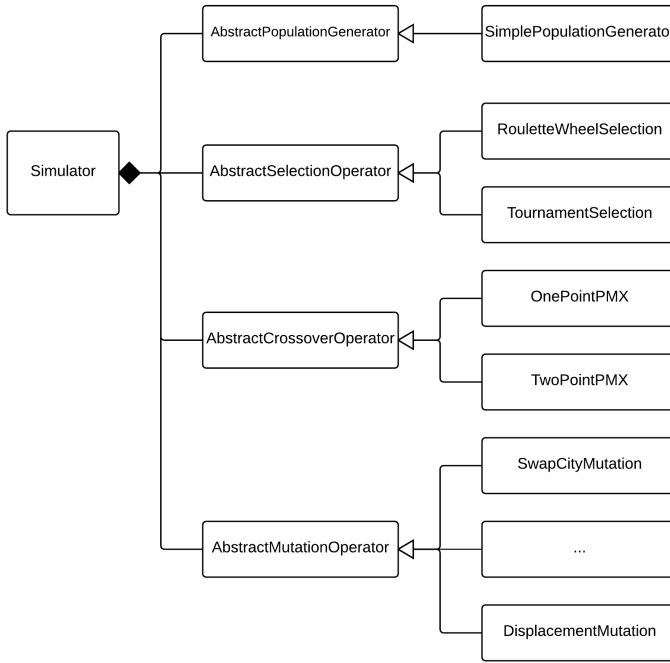 AbstractPopulationGenerator
SimplePopulationGenerato
RouletteWheelSelection
Simulator
AbstractSelectionOperator
TournamentSelection
OnePointPMX
AbstractCrossoverOperator
TwoPointPMX
SwapCityMutation
AbstractMutationOperator
...
DisplacementMutation